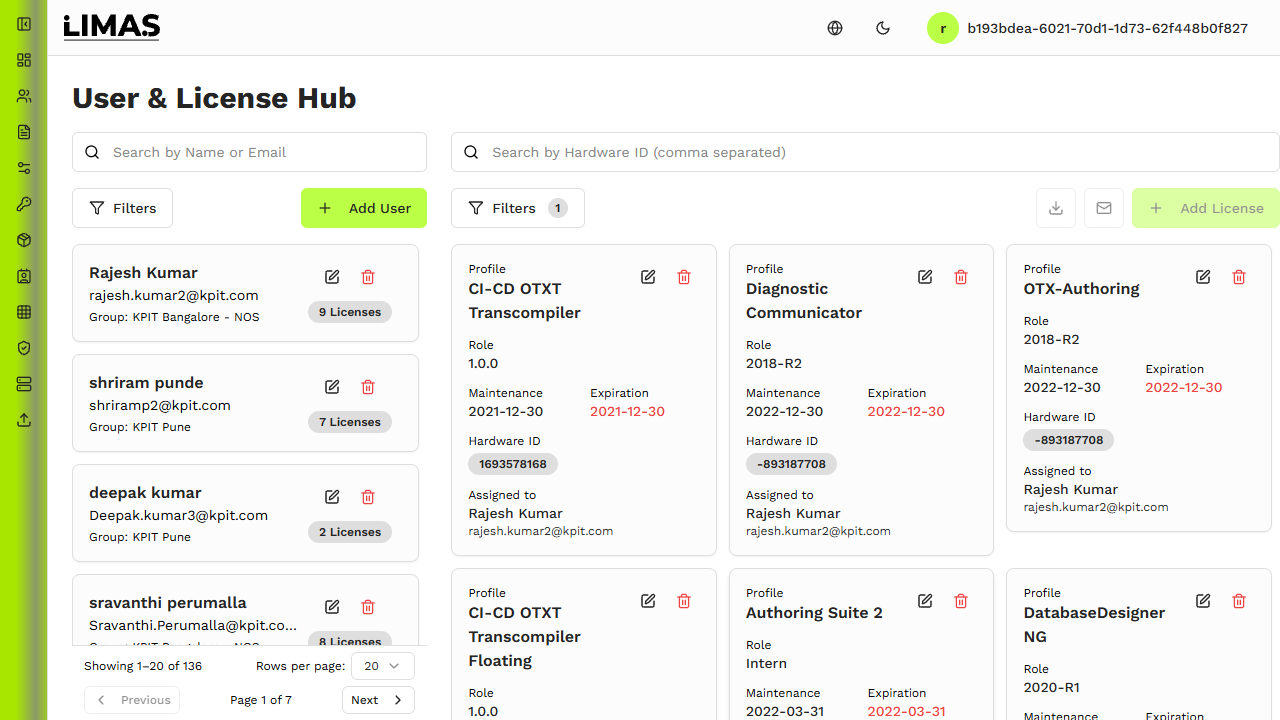 LIMAS
r
b193bdea-6021-70d1-1d73-62f448b0f827
User & License Hub
Search by Name or Email
Filters
Add User
Rajesh Kumar
rajesh.kumar2@kpit.com
Group: KPIT Bangalore - NOS
9 Licenses
shriram punde
shriramp2@kpit.com
Group: KPIT Pune
7 Licenses
deepak kumar
Deepak.kumar3@kpit.com
Group: KPIT Pune
2 Licenses
sravanthi perumalla
Sravanthi.Perumalla@kpit.co...
Group: KPIT Bangalore - NOS
8 Licenses
Showing 1–20 of 136
Rows per page:
20
Previous
Page 1 of 7
Next
Search by Hardware ID (comma separated)
Filters
1
Add License
Profile
CI-CD OTXT
Transcompiler
Role
1.0.0
Maintenance
Expiration
2021-12-30
2021-12-30
Hardware ID
1693578168
Assigned to
Rajesh Kumar
rajesh.kumar2@kpit.com
Profile
Diagnostic
Communicator
Role
2018-R2
Maintenance
Expiration
2022-12-30
2022-12-30
Hardware ID
-893187708
Assigned to
Rajesh Kumar
rajesh.kumar2@kpit.com
Profile
OTX-Authoring
Role
2018-R2
Maintenance
Expiration
2022-12-30
2022-12-30
Hardware ID
-893187708
Assigned to
Rajesh Kumar
rajesh.kumar2@kpit.com
Profile
CI-CD OTXT
Transcompiler
Floating
Role
1.0.0
Profile
Authoring Suite 2
Role
Intern
Maintenance
Expiration
2022-03-31
2022-03-31
Profile
DatabaseDesigner
NG
Role
2020-R1
Maintenance
Expiration